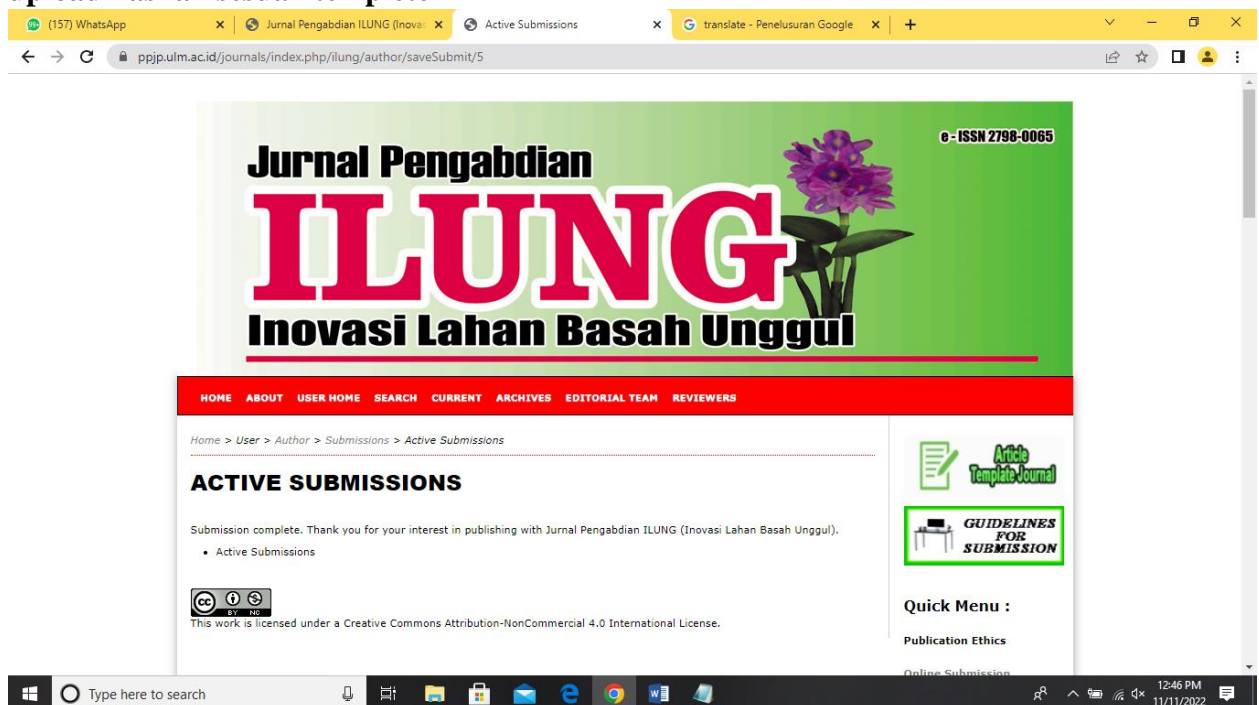 (157) WhatsApp
Jurnal Pengabdian ILUNG (Inovas
Active Submissions
translate - Penelusuran Google
ppjp.ulm.ac.id/journals/index.php/ilung/author/saveSubmit/5
e - ISSN 2798-0065
Jurnal Pengabdian
ILUNG
Inovasi Lahan Basah Unggul
HOME ABOUT USER HOME SEARCH CURRENT ARCHIVES EDITORIAL TEAM REVIEWERS
Home > User > Author > Submissions > Active Submissions
ACTIVE SUBMISSIONS
Submission complete. Thank you for your interest in publishing with Jurnal Pengabdian ILUNG (Inovasi Lahan Basah Unggul).
• Active Submissions
cc
BY NC
This work is licensed under a Creative Commons Attribution-NonCommercial 4.0 International License.
Article
Template Journal
GUIDELINES
FOR
SUBMISSION
Quick Menu :
Publication Ethics
Online Submission
Type here to search
12:46 PM
11/11/2022